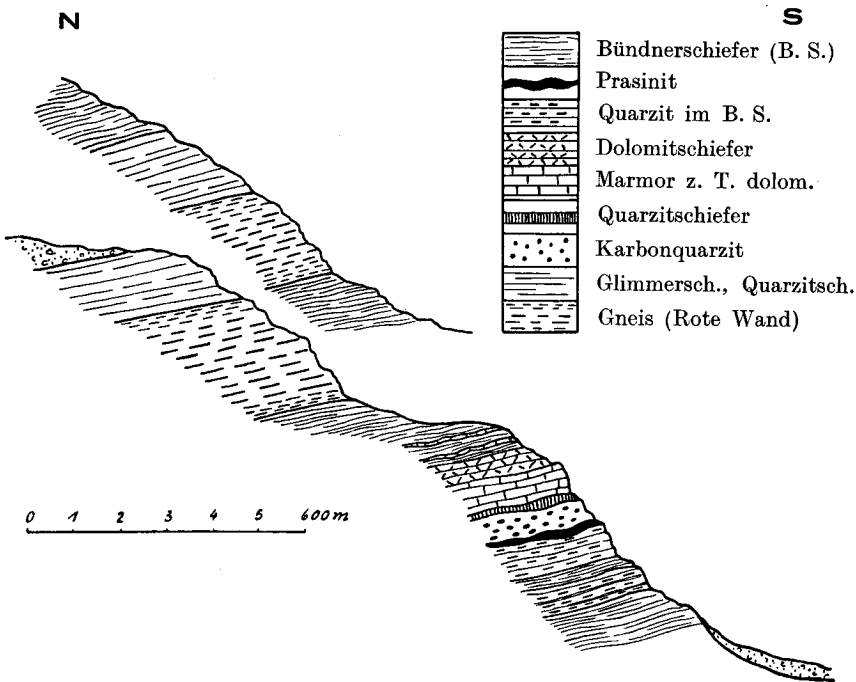 N
S
Bündnerschiefer (B. S.)
Prasinit
Quarzit im B. S.
Dolomitschiefer
Marmor z. T. dolom.
Quarzitschiefer
Karbonquarzit
Glimmersch., Quarzitsch.
Gneis (Rote Wand)
0 1 2 3 4 5 600 m